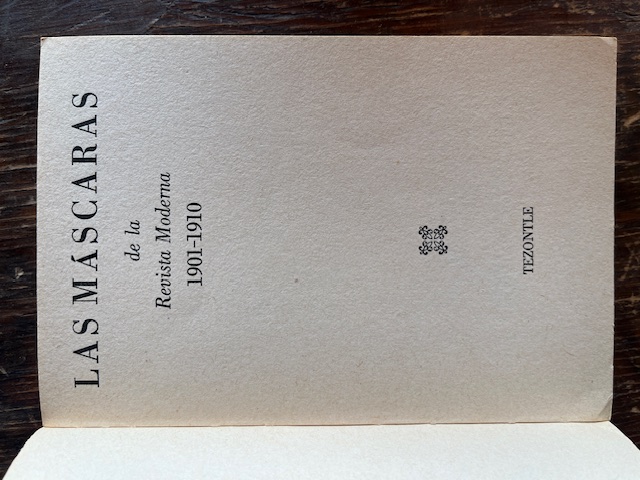 LAS MÁSCARAS
de la
Revista Moderna
1901-1910
TEZONTLE